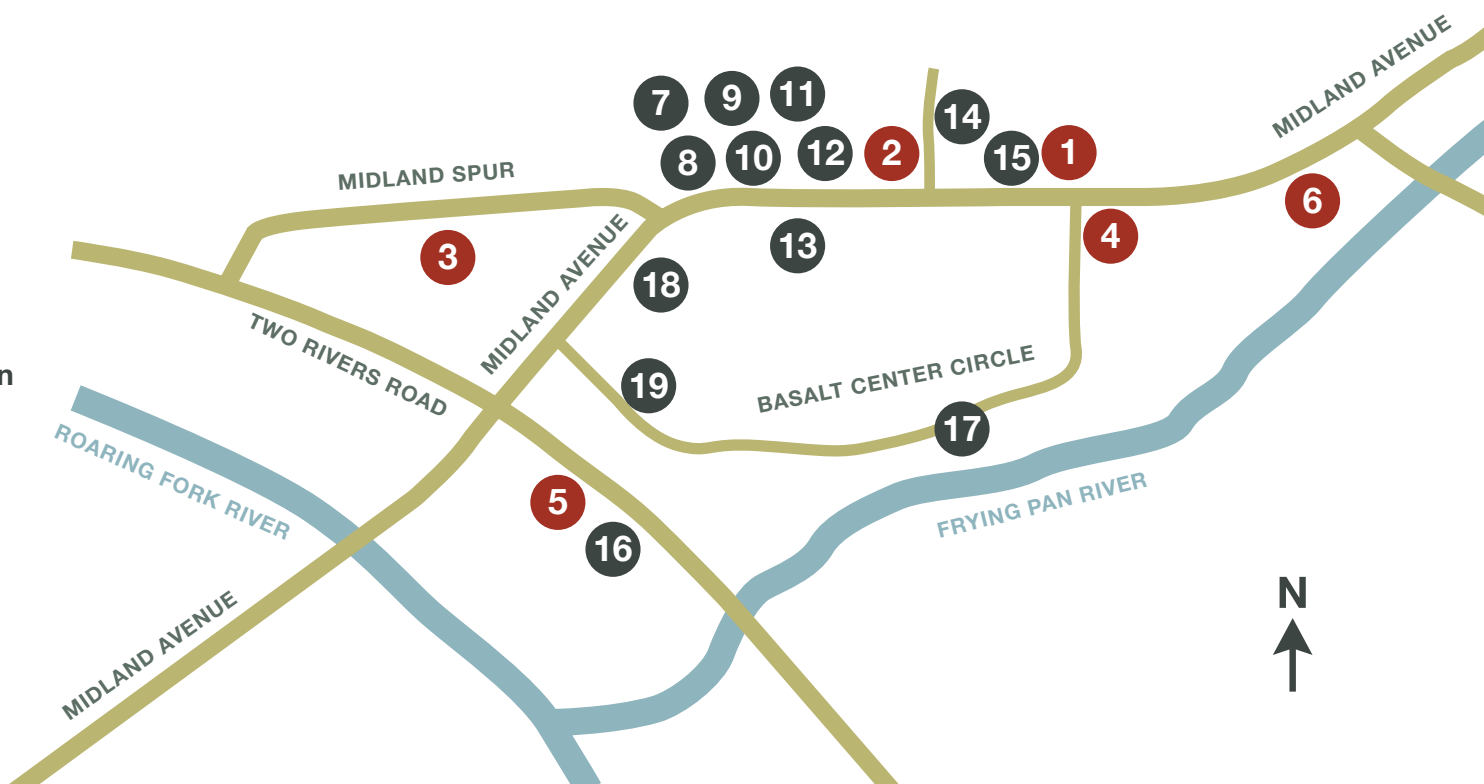 MIDLAND AVENUE
7
9
11
14
8
10
12
2
15
1
MIDLAND SPUR
6
3
MIDLAND AVENUE
13
4
18
TWO RIVERS ROAD
n
19
BASALT CENTER CIRCLE
17
ROARING FORK RIVER
5
FRYING PAN RIVER
16
MIDLAND AVENUE
N